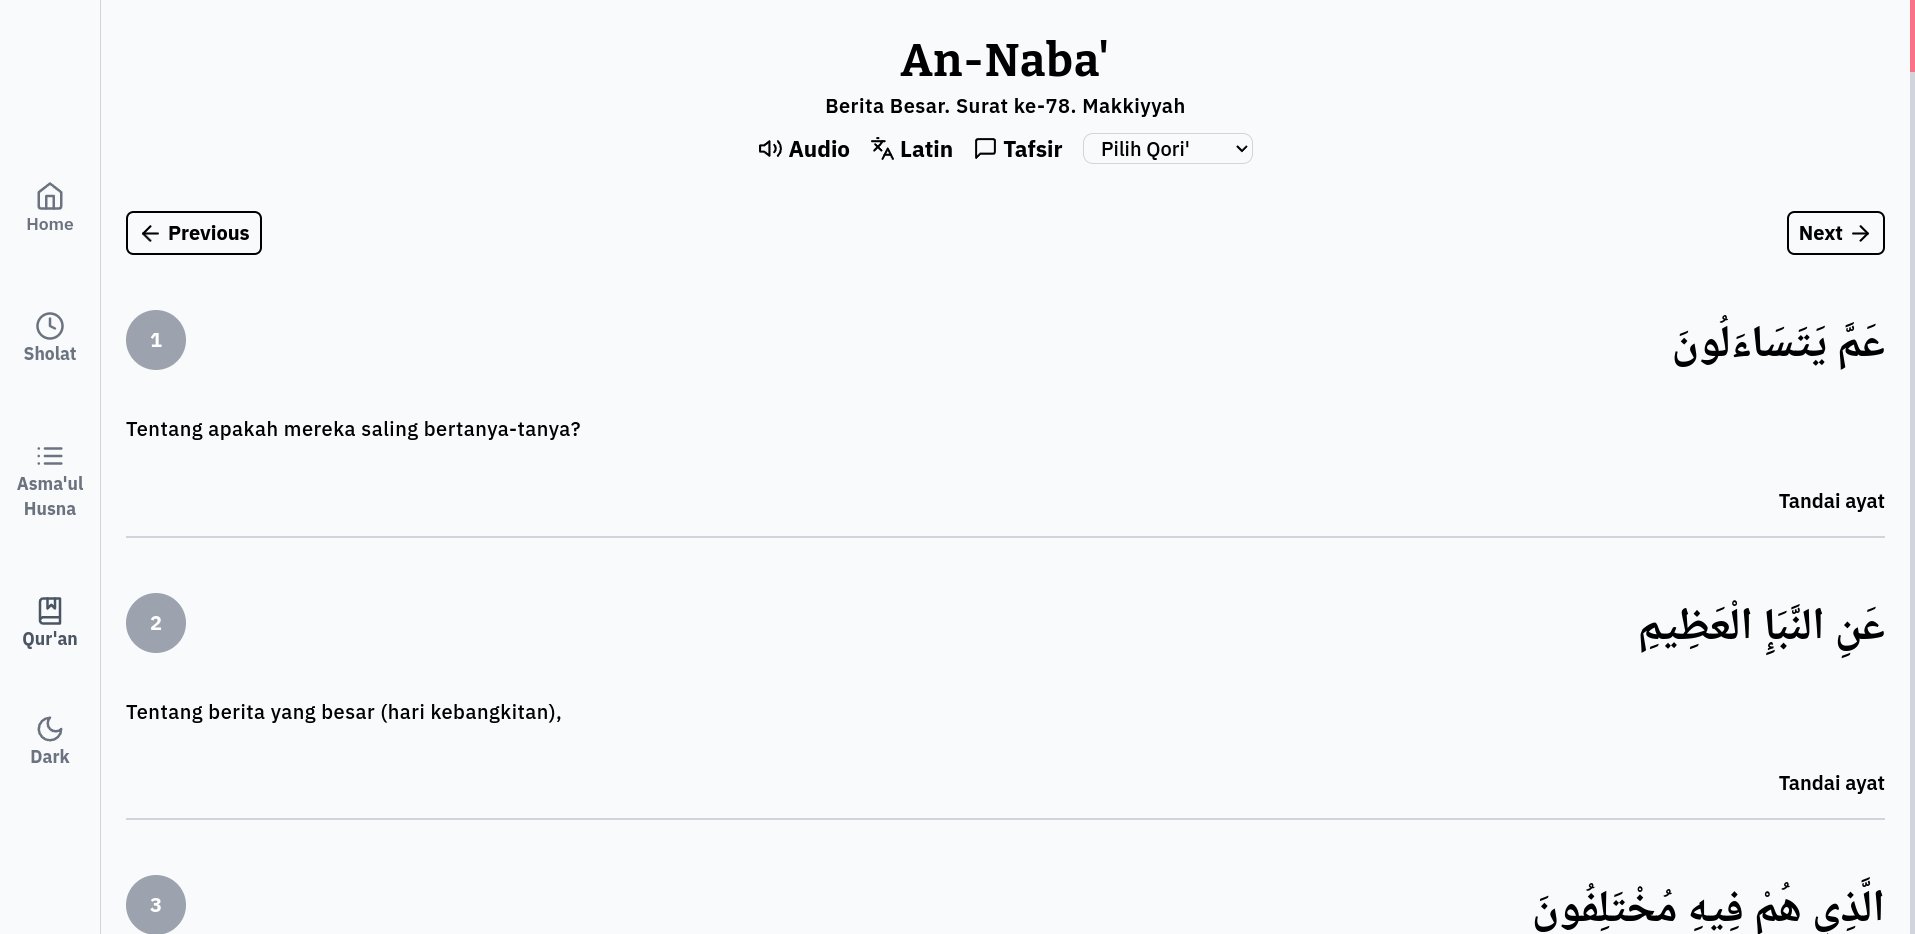 An-Naba'
Berita Besar. Surat ke-78. Makkiyyah
Audio Latin Tafsir Pilih Qori'
Home
Sholat
Asma'ul
Husna
Qur'an
Dark
Previous Next
1
عَمَّ يَتَسَاءَلُونَ
Tentang apakah mereka saling bertanya-tanya?
Tandai ayat
2
عَنِ النَّبَإِ الْعَظِيمِ
Tentang berita yang besar (hari kebangkitan),
Tandai ayat
3
الَّذِي هُمْ فِيهِ مُخْتَلِفُونَ